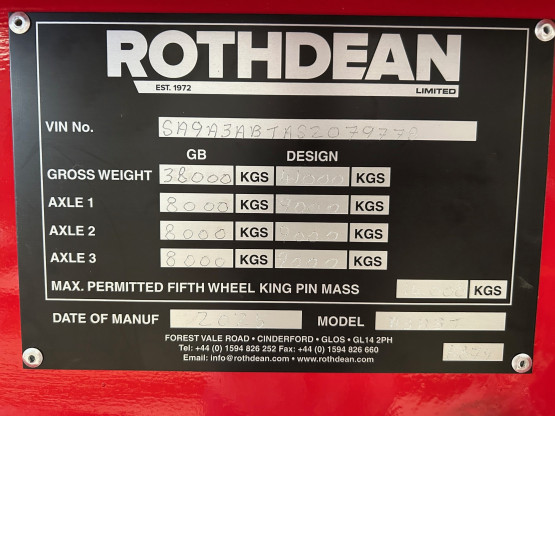 ROTHDEAN
EST. 1972 LIMITED
VIN No.
GB DESIGN
GROSS WEIGHT 38000 KGS KGS
AXLE 1 8000 KGS KGS
AXLE 2 8000 KGS KGS
AXLE 3 8000 KGS KGS
MAX. PERMITTED FIFTH WHEEL KING PIN MASS KGS
DATE OF MANUF MODEL
FOREST VALE ROAD • CINDERFORD • GLOS • GL14 2PH
Tel: +44 (0) 1594 826 252 Fax: +44 (0) 1594 826 660
Email: info@rothdean.com • www.rothdean.com